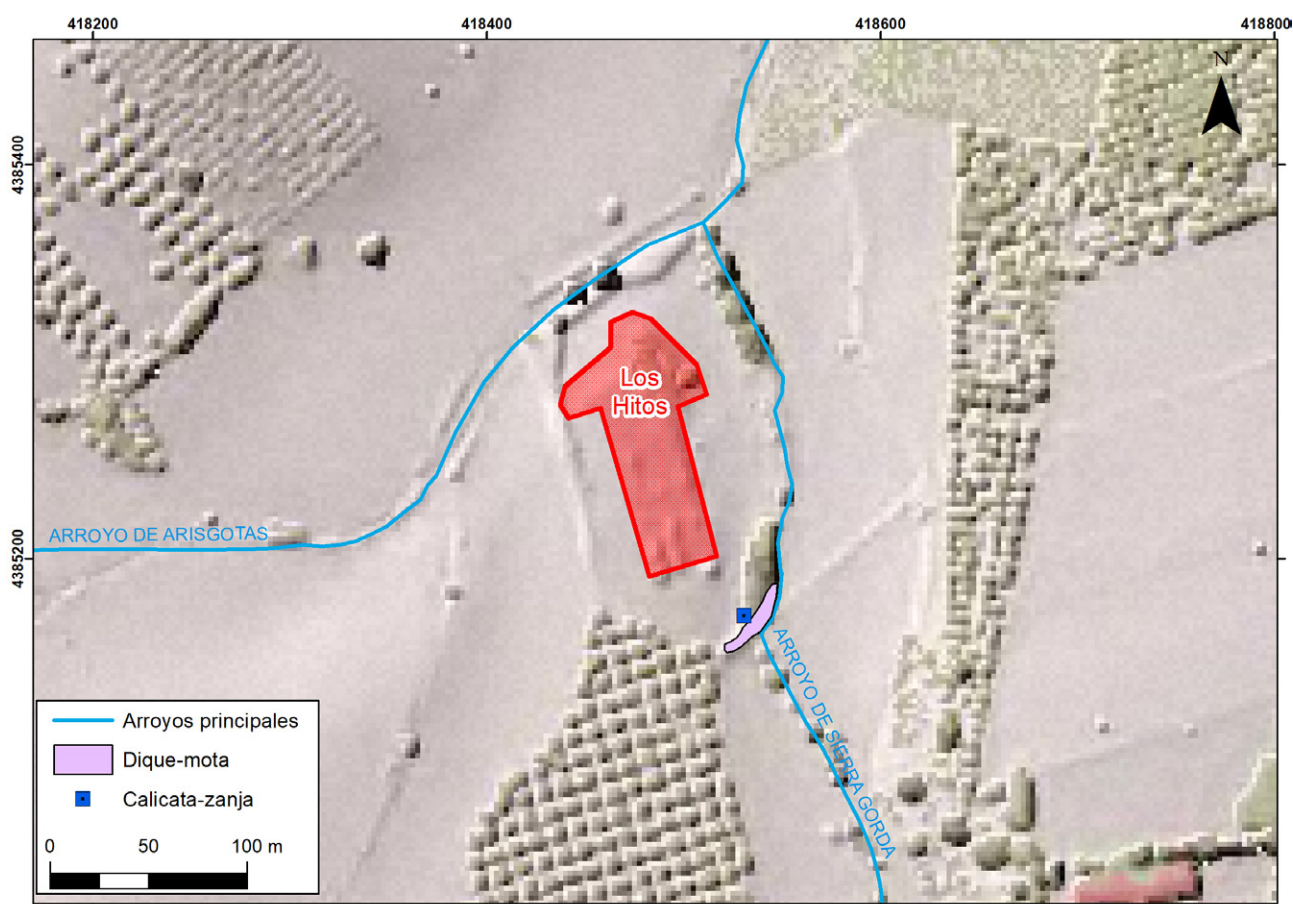 418200
418400
418600
418800
N
4385400
Los
Hitos
ARROYO DE ARISGOTAS
4385200
ARROYO DE SIERRA GORDA
Arroyos principales
Dique-mota
Calicata-zanja
0 50 100 m